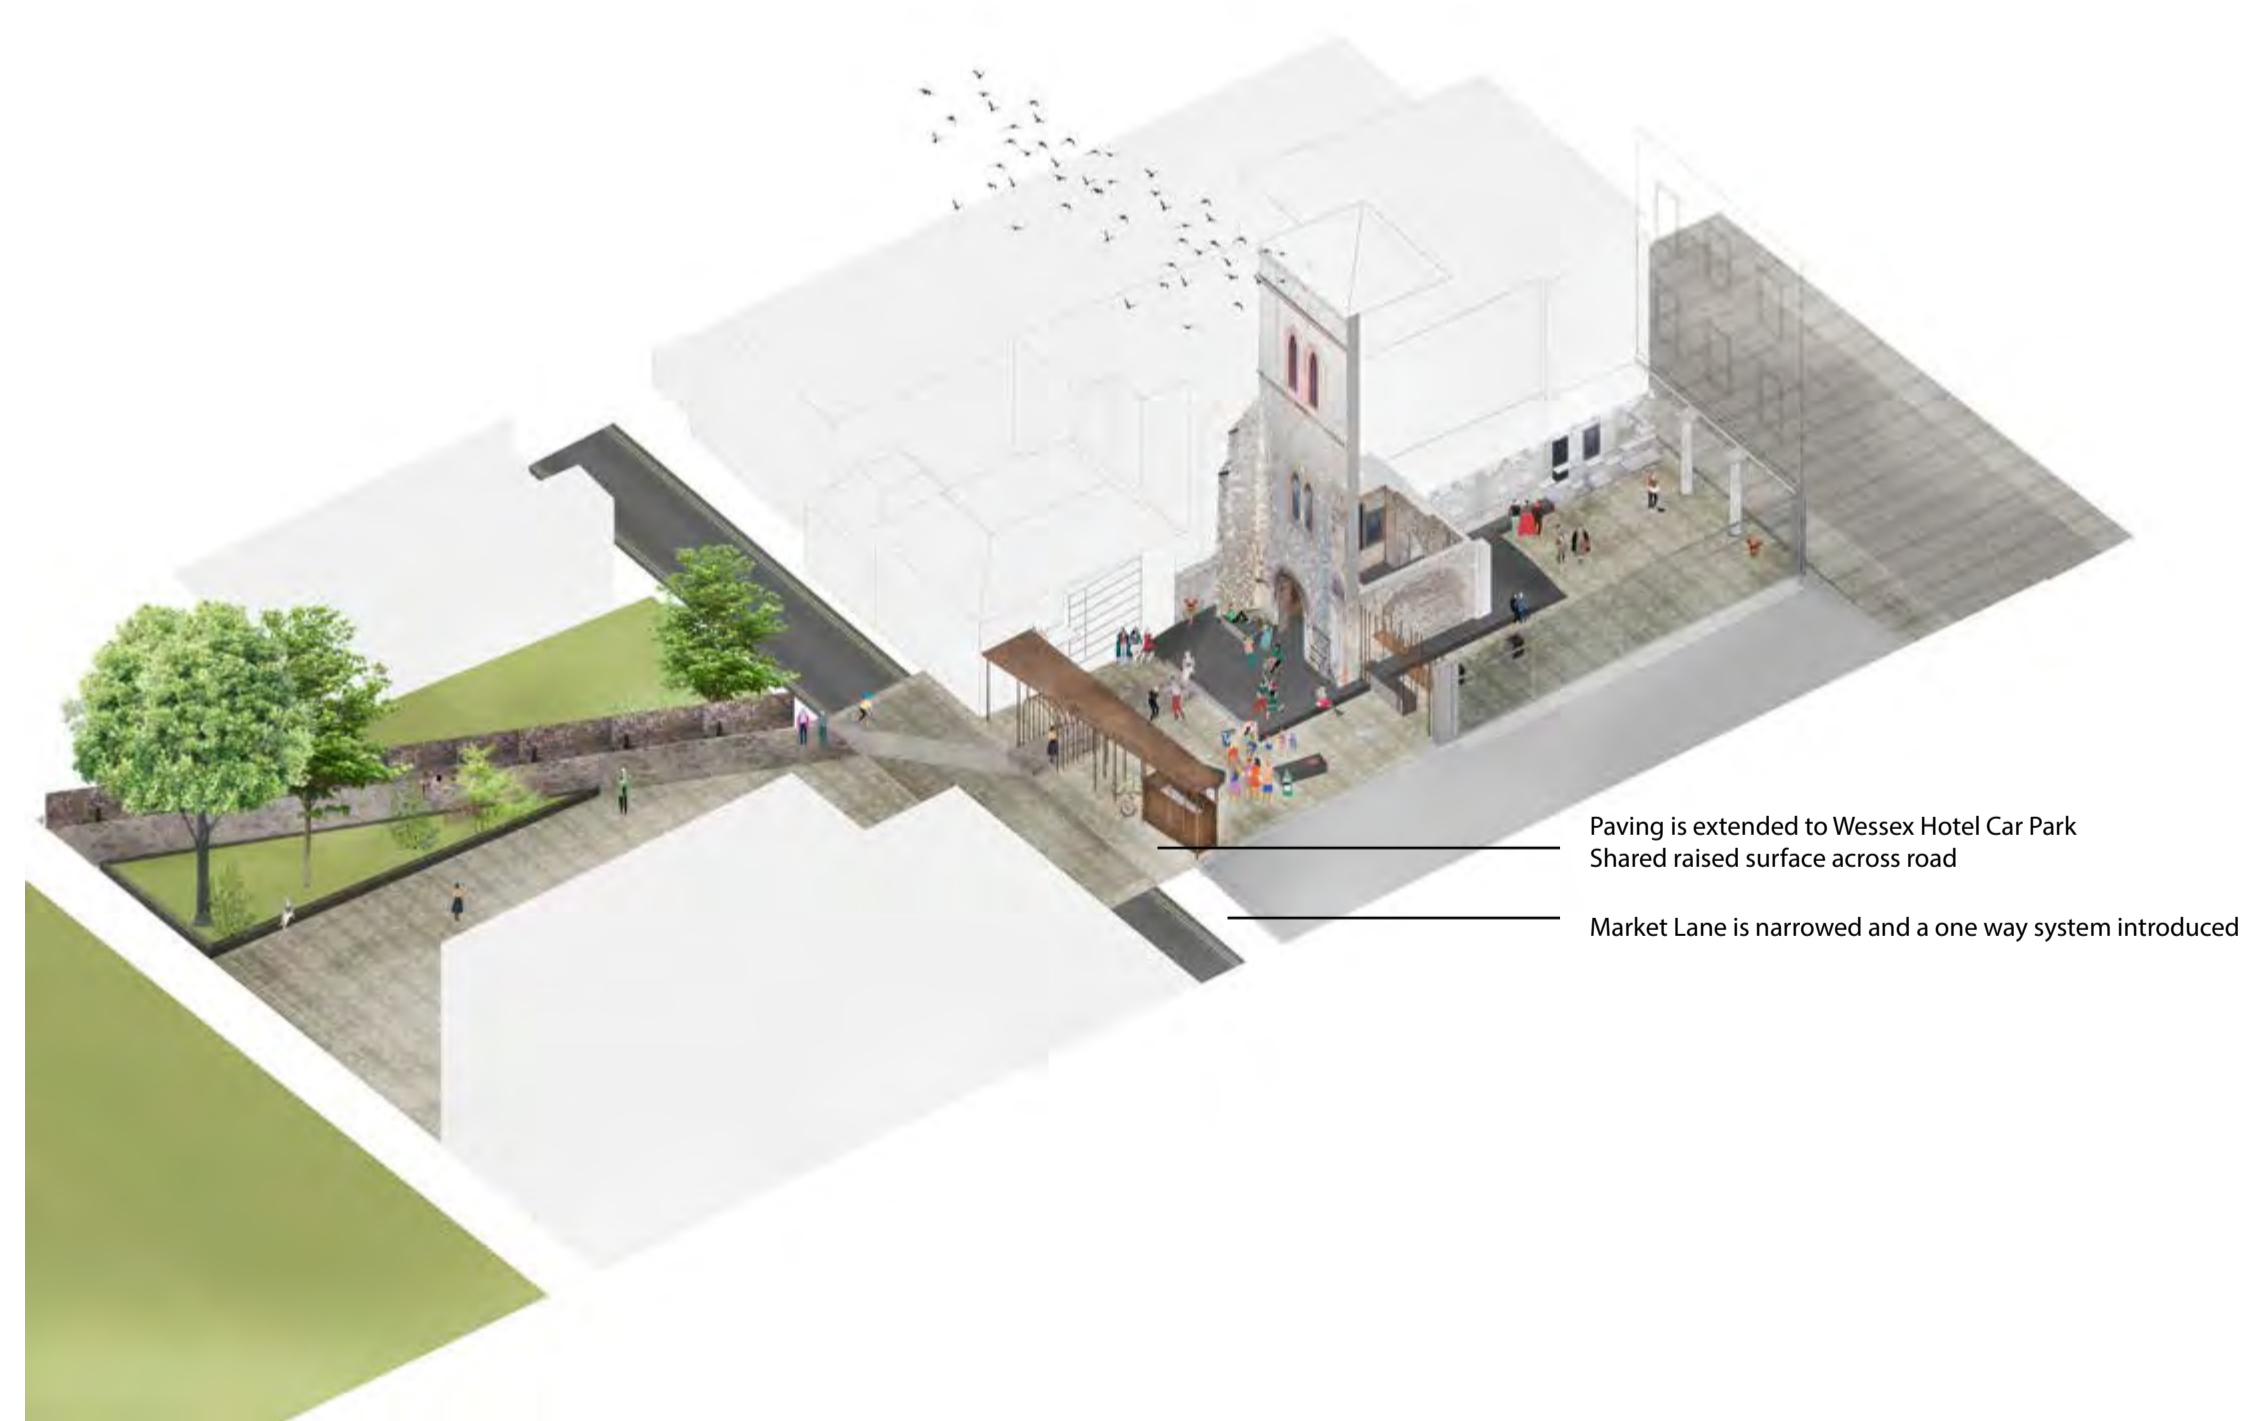 Paving is extended to Wessex Hotel Car Park
Shared raised surface across road
Market Lane is narrowed and a one way system introduced